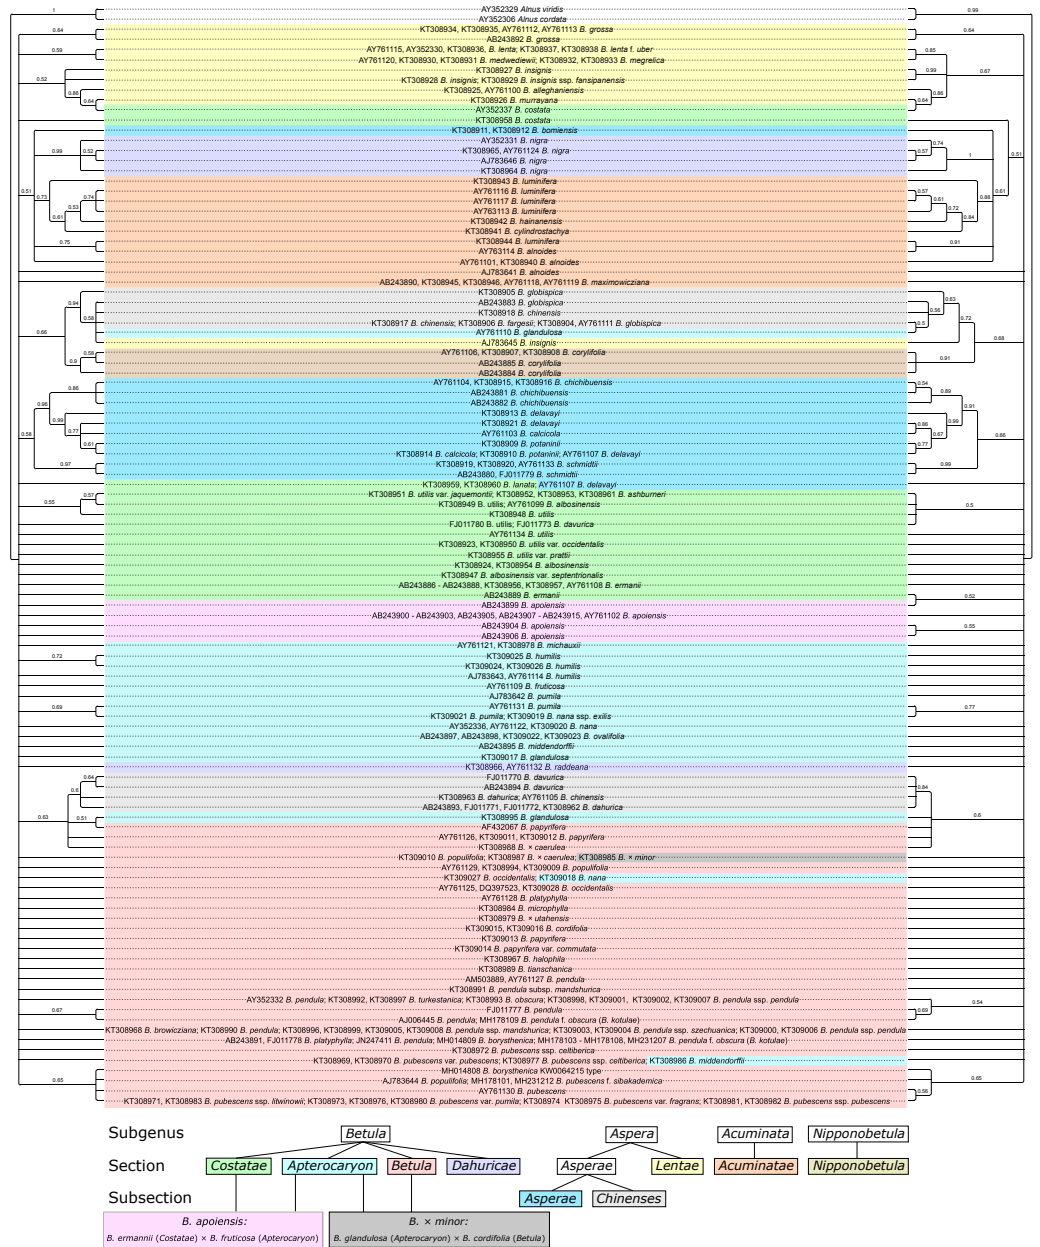 AY352329 Alnus viridis
AY352306 Alnus cordata
KT308934, KT308935, AY761112, AY761113 B. grossa
AB243892 B. grossa
AY761115, AY352330, KT308936, B. lenta; KT308937, KT308938 B. lenta f. uber
AY761120, KT308930, KT308931 B. medwediewii; KT308932, KT308933 B. megrelica
KT308927 B. insignis
KT308928 B. insignis; KT308929 B. insignis ssp. fansipanensis
KT308925, AY761100 B. alleghaniensis
KT308926 B. murrayana
AY352337 B. costata
KT308958 B. costata
KT308911, KT308912 B. bomiensis
AY352331 B. nigra
KT308965, AY761124 B. nigra
AJ783646 B. nigra
KT308964 B. nigra
KT308943 B. luminifera
AY761116 B. luminifera
AY761117 B. luminifera
AY763113 B. luminifera
KT308942 B. hainanensis
KT308941 B. cylindrostachya
KT308944 B. luminifera
AY763114 B. alnoides
AY761101, KT308940 B. alnoides
AJ783641 B. alnoides
AB243890, KT308945, KT308946, AY761118, AY761119 B. maximowicziana
KT308905 B. globispica
AB243883 B. globispica
KT308918 B. chinensis
KT308917 B. chinensis; KT308906 B. fargesii; KT308904, AY761111 B. globispica
AY761110 B. glandulosa
AJ783645 B. insignis
AY761106, KT308907, KT308908 B. corylifolia
AB243885 B. corylifolia
AB243884 B. corylifolia
AY761104, KT308915, KT308916 B. chichibuensis
AB243881 B. chichibuensis
AB243882 B. chichibuensis
KT308913 B. delavayi
KT308921 B. delavayi
AY761103 B. calcicola
KT308909 B. potaninii
KT308914 B. calcicola; KT308910 B. potaninii; AY761107 B. delavayi
KT308919, KT308920, AY761133 B. schmidtii
AB243880, FJ011779 B. schmidtii
KT308959, KT308960 B. lanata; AY761107 B. delavayi
KT308951 B. utilis var. jaquemontii; KT308952, KT308953, KT308961 B. ashburneri
KT308949 B. utilis; AY761099 B. albosinensis
KT308948 B. utilis
FJ011780 B. utilis; FJ011773 B. davurica
AY761134 B. utilis
KT308923, KT308950 B. utilis var. occidentalis
KT308955 B. utilis var. prattii
KT308924, KT308954 B. albosinensis
KT308947 B. albosinensis var. septentrionalis
AB243886 - AB243888, KT308956, KT308957, AY761108 B. ermanii
AB243889 B. ermanii
AB243899 B. apoiensis
AB243900 - AB243903, AB243905, AB243907 - AB243915, AY761102 B. apoiensis
AB243904 B. apoiensis
AB243906 B. apoiensis
AY761121, KT308978 B. michauxii
KT309025 B. humilis
KT309024, KT309026 B. humilis
AJ783643, AY761114 B. humilis
AY761109 B. fruticosa
AJ783642 B. pumila
AY761131 B. pumila
KT309021 B. pumila; KT309019 B. nana ssp. exilis
AY352336, AY761122, KT309020 B. nana
AB243897, AB243898, KT309022, KT309023 B. ovalifolia
AB243895 B. middendorffii
KT309017 B. glandulosa
KT308966, AY761132 B. raddeana
FJ011770 B. davurica
AB243894 B. davurica
KT308963 B. dahurica; AY761105 B. chinensis
AB243893, FJ011771, FJ011772, KT308962 B. dahurica
KT308995 B. glandulosa
AF432067 B. papyrifera
AY761126, KT309011, KT309012 B. papyrifera
KT308988 B. × caerulea
KT309010 B. populifolia; KT308987 B. × caerulea; KT308985 B. × minor
AY761129, KT308994, KT309009 B. populifolia
KT309027 B. occidentalis; KT309018 B. nana
AY761125, DQ397523, KT309028 B. occidentalis
AY761128 B. platyphylla
KT308984 B. microphylla
KT308979 B. × utahensis
KT309015, KT309016 B. cordifolia
KT309013 B. papyrifera
KT309014 B. papyrifera var. commutata
KT308967 B. halophila
KT308989 B. tianschanica
AM503889, AY761127 B. pendula
KT308991 B. pendula subsp. mandshurica
AY352332 B. pendula; KT308992, KT308997 B. turkestanica; KT308993 B. obscura; KT308998, KT309001, KT309002, KT309007 B. pendula ssp. pendula
FJ011777 B. pendula
AJ006445 B. pendula; MH178109 B. pendula f. obscura (B. kotulae)
KT308968 B. browicziana; KT308990 B. pendula; KT308996, KT308999, KT309005, KT309008 B. pendula ssp. mandshurica; KT309003, KT309004 B. pendula ssp. szechuanica; KT309000, KT309006 B. pendula ssp. pendula
AB243891, FJ011778 B. platyphylla; JN247411 B. pendula; MH014809 B. borysthenica; MH178103 - MH178108, MH231207 B. pendula f. obscura (B. kotulae)
KT308972 B. pubescens ssp. celtiberica
KT308969, KT308970 B. pubescens var. pubescens; KT308977 B. pubescens ssp. celtiberica; KT308986 B. middendorffii
MH014808 B. borysthenica KW0064215 type
AJ783644 B. populifolia; MH178101, MH231212 B. pubescens f. sibakademica
AY761130 B. pubescens
KT308971, KT308983 B. pubescens ssp. litwinowii; KT308973, KT308976, KT308980 B. pubescens var. pumila; KT308974 KT308975 B. pubescens var. fragrans; KT308981, KT308982 B. pubescens ssp. pubescens
Subgenus Betula Aspera Acuminata Nipponobetula
Section Costatae Apterocaryon Betula Dahuricae Asperae Lentae Acuminatae Nipponobetula
Subsection Asperae Chinenses
B. apoiensis: B. × minor:
B. ermannii (Costatae) × B. fruticosa (Apterocaryon) B. glandulosa (Apterocaryon) × B. cordifolia (Betula)